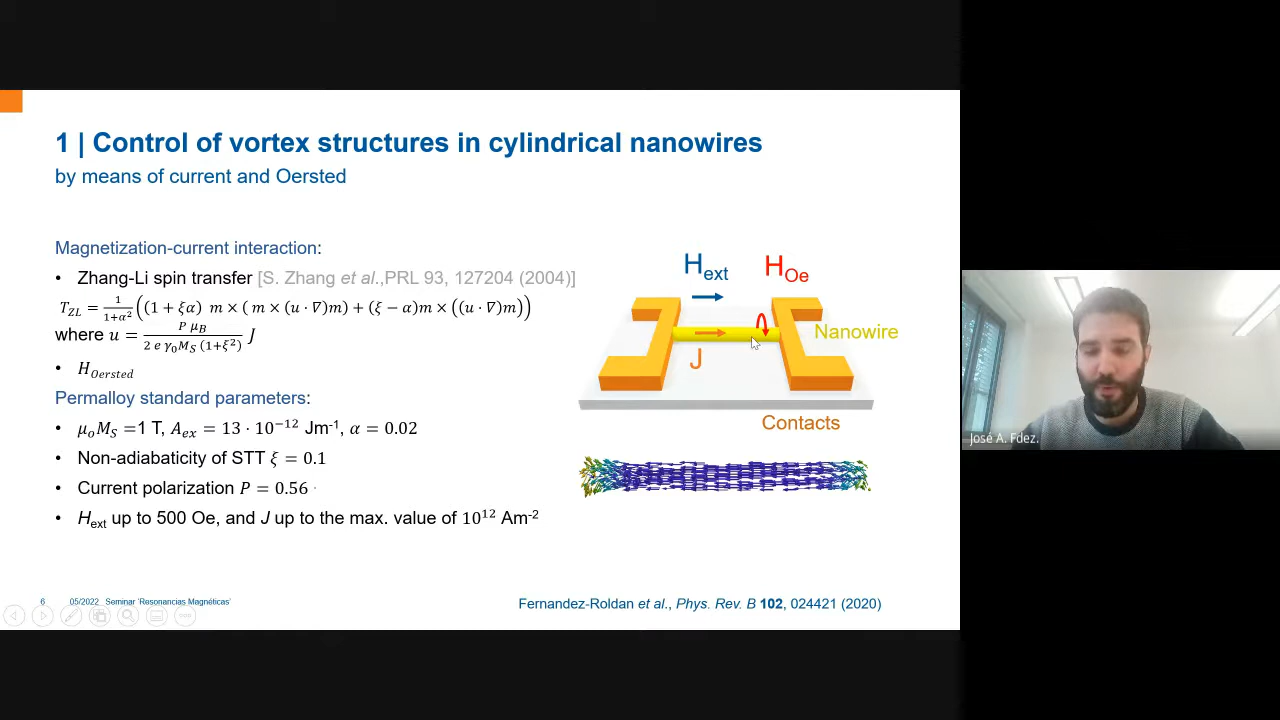 1 | Control of vortex structures in cylindrical nanowires
by means of current and Oersted
Magnetization-current interaction:
• Zhang-Li spin transfer [S. Zhang et al.,PRL 93, 127204 (2004)]
T_ZL = 1/(1+α²) ((1 + ξα) m × ( m × (u · ∇)m) + (ξ − α)m × ((u · ∇)m))
where u = P μ_B / (2 e γ₀M_S (1+ξ²)) J
• H_Oersted
Permalloy standard parameters:
• μ_oM_S =1 T, A_ex = 13 · 10⁻¹² Jm⁻¹, α = 0.02
• Non-adiabaticity of STT ξ = 0.1
• Current polarization P = 0.56
• H_ext up to 500 Oe, and J up to the max. value of 10¹² Am⁻²
H_ext
H_Oe
Nanowire
J
Contacts
6 05/2022 Seminar 'Resonancias Magnéticas'
Fernandez-Roldan et al., Phys. Rev. B 102, 024421 (2020)
José A. Fdez.